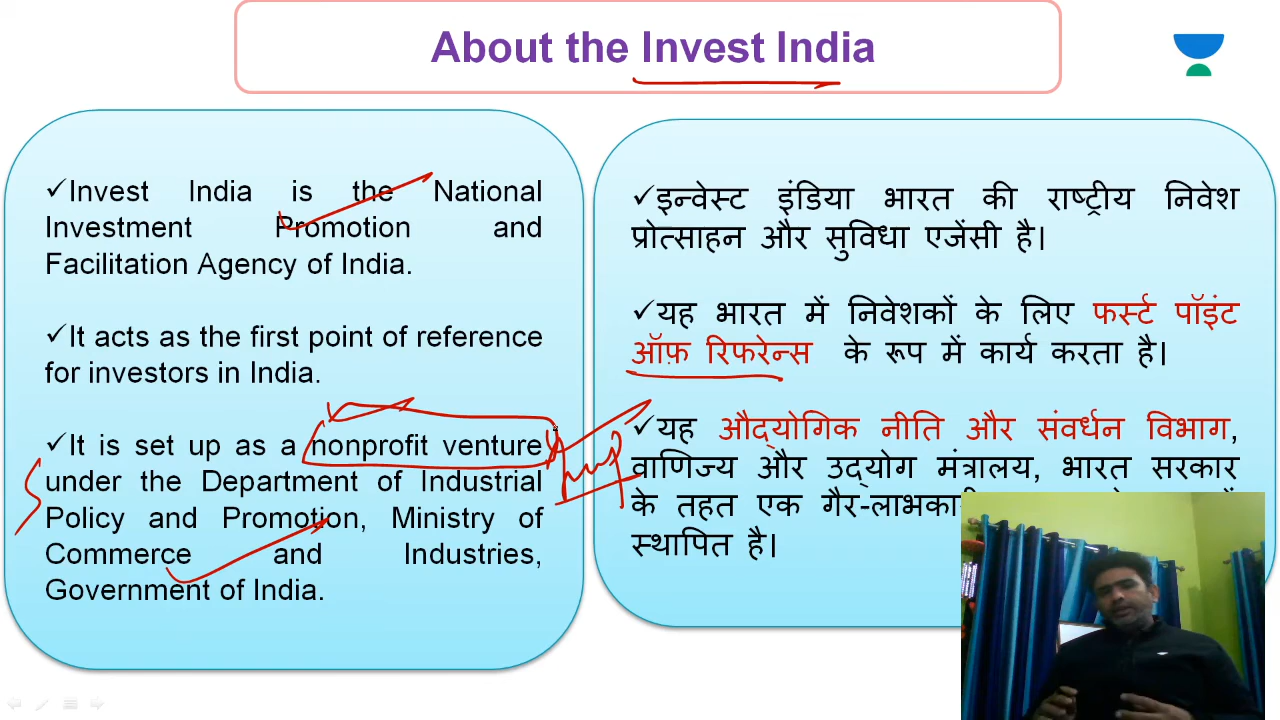 About the Invest India
✓Invest India is the National
Investment Promotion and
Facilitation Agency of India.
✓It acts as the first point of reference
for investors in India.
✓It is set up as a nonprofit venture
under the Department of Industrial
Policy and Promotion, Ministry of
Commerce and Industries,
Government of India.
✓इन्वेस्ट इंडिया भारत की राष्ट्रीय निवेश
प्रोत्साहन और सुविधा एजेंसी है।
✓यह भारत में निवेशकों के लिए फर्स्ट पॉइंट
ऑफ़ रिफरेन्स के रूप में कार्य करता है।
✓यह औद्योगिक नीति और संवर्धन विभाग,
वाणिज्य और उद्योग मंत्रालय, भारत सरकार
के तहत एक गैर-लाभकारी
स्थापित है।